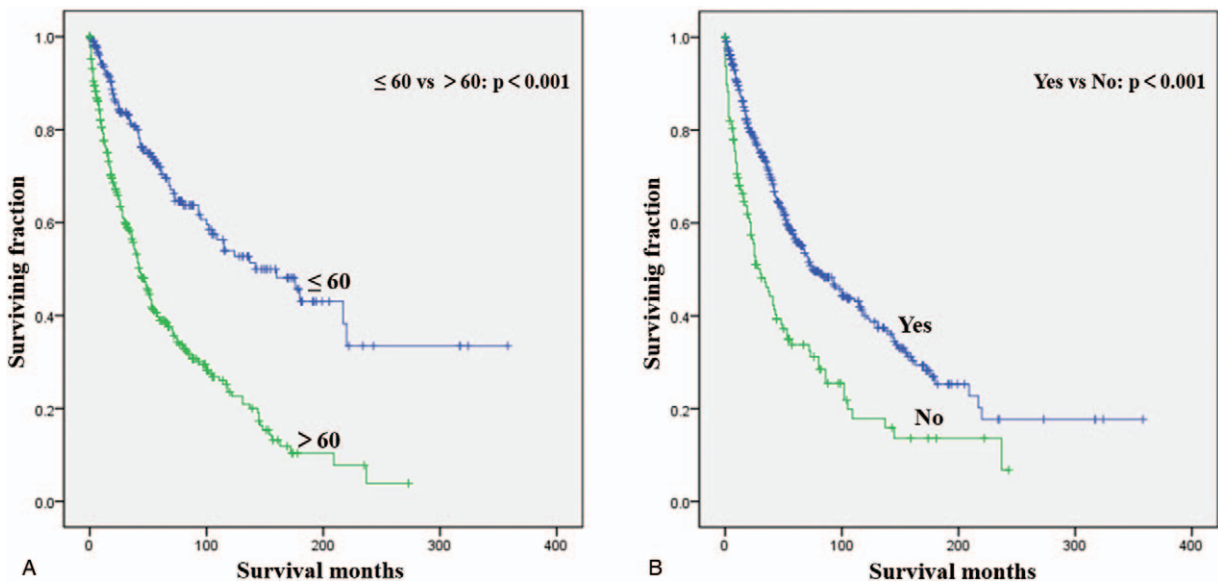 ≤ 60 vs > 60: p < 0.001
1.0
0.8
0.6
0.4
0.2
0.0
Survivinig fraction
≤ 60
> 60
0 100 200 300 400
Survival months
A
Yes vs No: p < 0.001
1.0
0.8
0.6
0.4
0.2
0.0
Survivinig fraction
Yes
No
0 100 200 300 400
Survival months
B